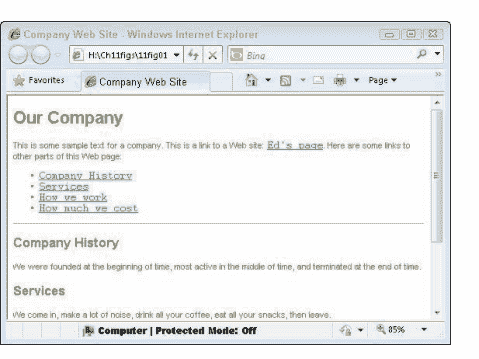 Company Web Site - Windows Internet Explorer
H:\Ch11figs\11fig01
Bing
Favorites
Company Web Site
Page
Our Company
This is some sample text for a company. This is a link to a Web site: Ed's page. Here are some links to
other parts of this Web page:
Company History
Services
How we work
How much we cost
Company History
We were founded at the beginning of time, most active in the middle of time, and terminated at the end of time.
Services
We come in, make a lot of noise, drink all your coffee, eat all your snacks, then leave.
Computer | Protected Mode: Off
85%